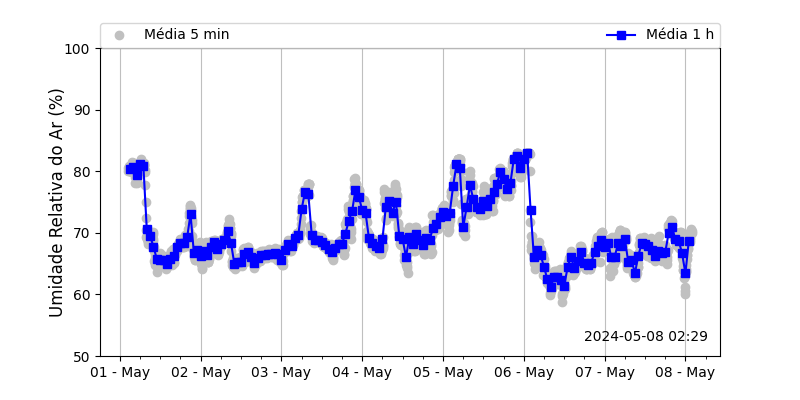 Média 5 min
Média 1 h
Umidade Relativa do Ar (%)
100
90
80
70
60
50
2024-05-08 02:29
01 - May
02 - May
03 - May
04 - May
05 - May
06 - May
07 - May
08 - May